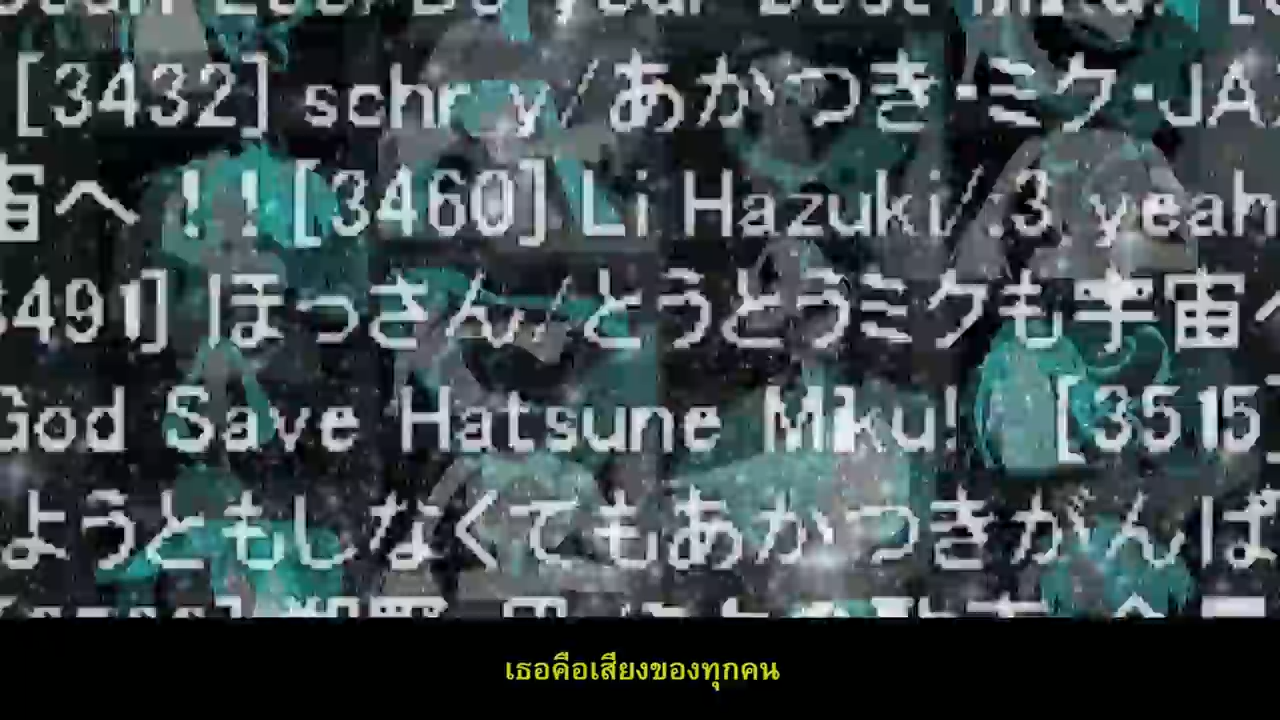 [3432] schr y/あかつき・ミク・JA
宙へ！！[3460] Li Hazuki/:3 yeah
491] ほっさん/とうとうミクも宇宙へ
God Save Hatsune Miku! [3515]
ようともしなくてもあかつきがんば
เธอคือเสียงของทุกคน